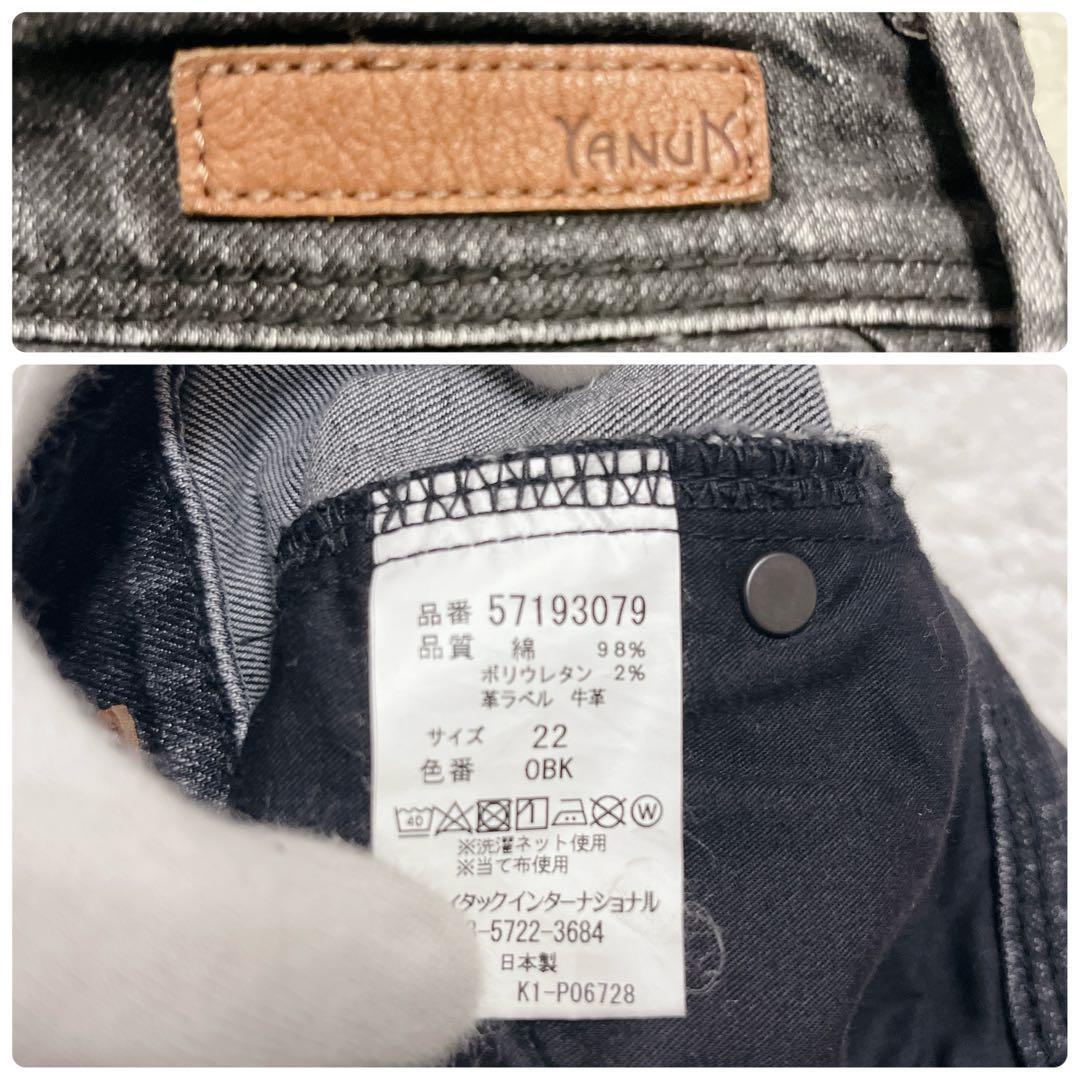 YANUK
品番 57193079
品質 綿 98%
ポリウレタン 2%
革ラベル 牛革
サイズ 22
色番 0BK
40 W
※洗濯ネット使用
※当て布使用
イタックインターナショナル
3-5722-3684
日本製
K1-P06728